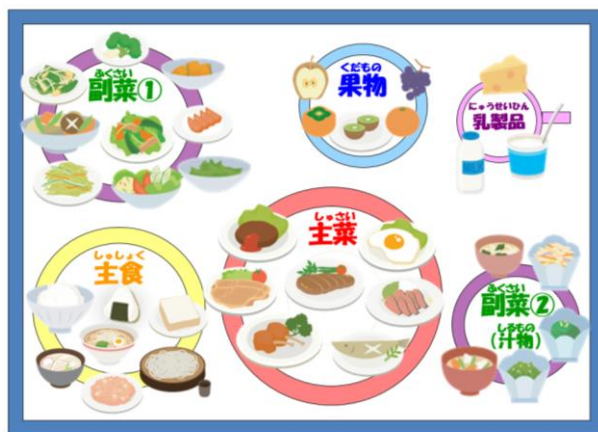 ふくさい
副菜①
くだもの
果物
にゅうせいひん
乳製品
しゅしょく
主食
しゅさい
主菜
ふくさい
副菜②
しるもの
(汁物)